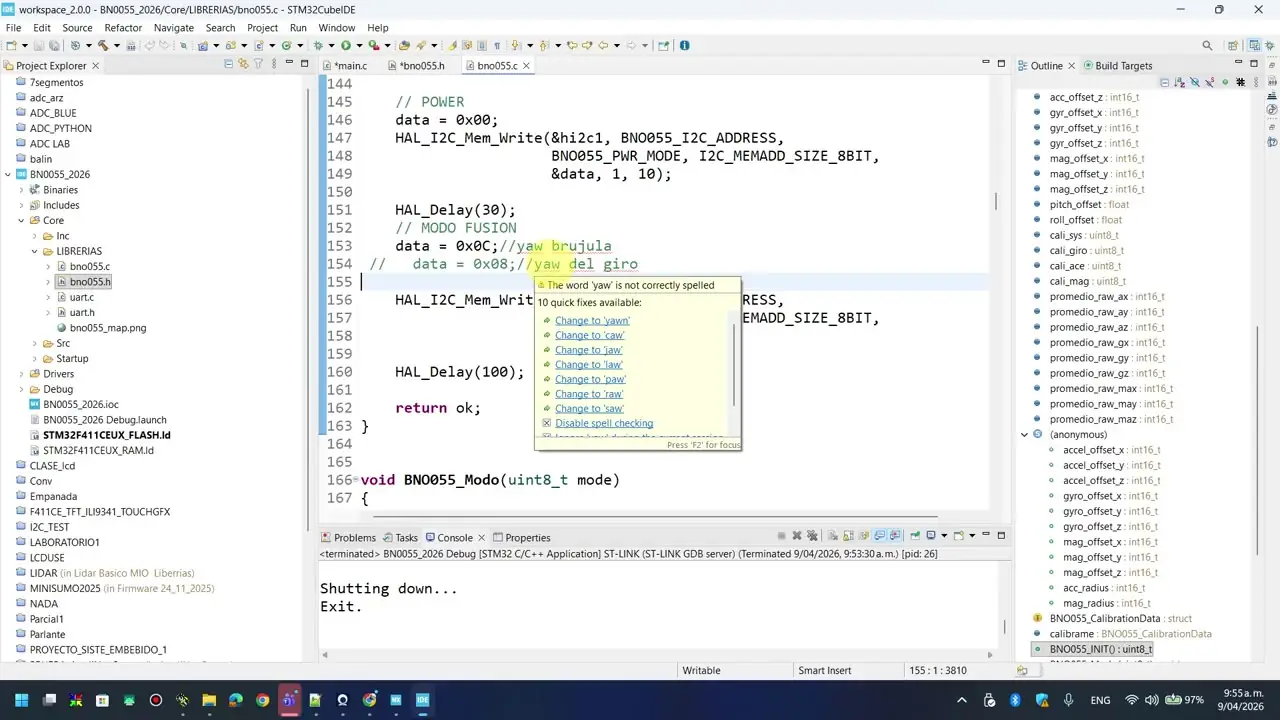 workspace_2.0.0 - BN0055_2026/Core/LIBRERIAS/bno055.c - STM32CubeIDE
File Edit Source Refactor Navigate Search Project Run Window Help
Project Explorer
*main.c
*bno055.h
bno055.c
Outline
Build Targets
7segmentos
adc_arz
ADC_BLUE
ADC_PYTHON
ADC LAB
balin
BN0055_2026
Binaries
Includes
Core
Inc
LIBRERIAS
bno055.c
bno055.h
uart.c
uart.h
bno055_map.png
Src
Startup
Drivers
Debug
BN0055_2026.ioc
BN0055_2026 Debug.launch
STM32F411CEUX_FLASH.ld
STM32F411CEUX_RAM.ld
CLASE_lcd
Conv
Empanada
F411CE_TFT_ILI9341_TOUCHGFX
I2C_TEST
LABORATORIO1
LCDUSE
LIDAR (in Lidar Basico MIO Liberrias)
MINISUMO2025 (in Firmware 24_11_2025)
NADA
Parcial1
Parlante
PROYECTO_SISTE_EMBEBIDO_1
144
145 // POWER
146 data = 0x00;
147 HAL_I2C_Mem_Write(&hi2c1, BNO055_I2C_ADDRESS,
148 BNO055_PWR_MODE, I2C_MEMADD_SIZE_8BIT,
149 &data, 1, 10);
150
151 HAL_Delay(30);
152 // MODO FUSION
153 data = 0x0C;//yaw brujula
154 // data = 0x08;//yaw del giro
155
156 HAL_I2C_Mem_Writ ADDRESS,
157 EMADD_SIZE_8BIT,
158
159
160 HAL_Delay(100);
161
162 return ok;
163 }
164
165
166 void BNO055_Modo(uint8_t mode)
167 {
The word 'yaw' is not correctly spelled
10 quick fixes available:
Change to 'yawn'
Change to 'caw'
Change to 'jaw'
Change to 'law'
Change to 'paw'
Change to 'raw'
Change to 'saw'
Disable spell checking
Press 'F2' for focus
acc_offset_z : int16_t
gyr_offset_x : int16_t
gyr_offset_y : int16_t
gyr_offset_z : int16_t
mag_offset_x : int16_t
mag_offset_y : int16_t
mag_offset_z : int16_t
pitch_offset : float
roll_offset : float
cali_sys : uint8_t
cali_giro : uint8_t
cali_ace : uint8_t
cali_mag : uint8_t
promedio_raw_ax : int16_t
promedio_raw_ay : int16_t
promedio_raw_az : int16_t
promedio_raw_gx : int16_t
promedio_raw_gy : int16_t
promedio_raw_gz : int16_t
promedio_raw_max : int16_t
promedio_raw_may : int16_t
promedio_raw_maz : int16_t
(anonymous)
accel_offset_x : int16_t
accel_offset_y : int16_t
accel_offset_z : int16_t
gyro_offset_x : int16_t
gyro_offset_y : int16_t
gyro_offset_z : int16_t
mag_offset_x : int16_t
mag_offset_y : int16_t
mag_offset_z : int16_t
acc_radius : int16_t
mag_radius : int16_t
BNO055_CalibrationData : struct
calibrame : BNO055_CalibrationData
BNO055_INIT() : uint8_t
Problems Tasks Console Properties
<terminated> BN0055_2026 Debug [STM32 C/C++ Application] ST-LINK (ST-LINK GDB server) (Terminated 9/04/2026, 9:53:30 a.m.) [pid: 26]
Shutting down...
Exit.
Writable
Smart Insert
155 : 1 : 3810
ENG
97%
9:55 a.m.
9/04/2026